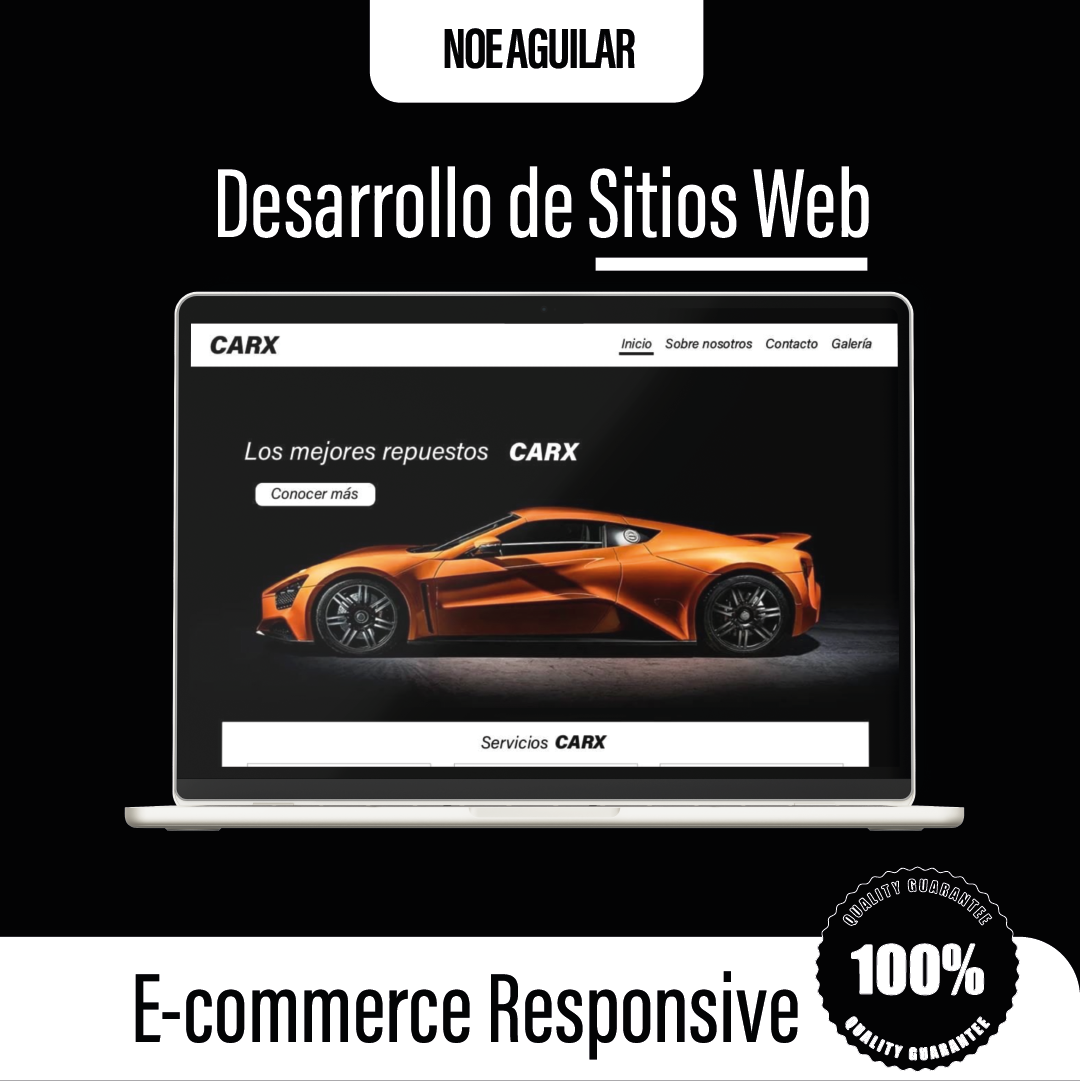 NOE AGUILAR
Desarrollo de Sitios Web
CARX
Inicio Sobre nosotros Contacto Galería
Los mejores repuestos CARX
Conocer más
Servicios CARX
QUALITY GUARANTEE
100%
QUALITY GUARANTEE
E-commerce Responsive